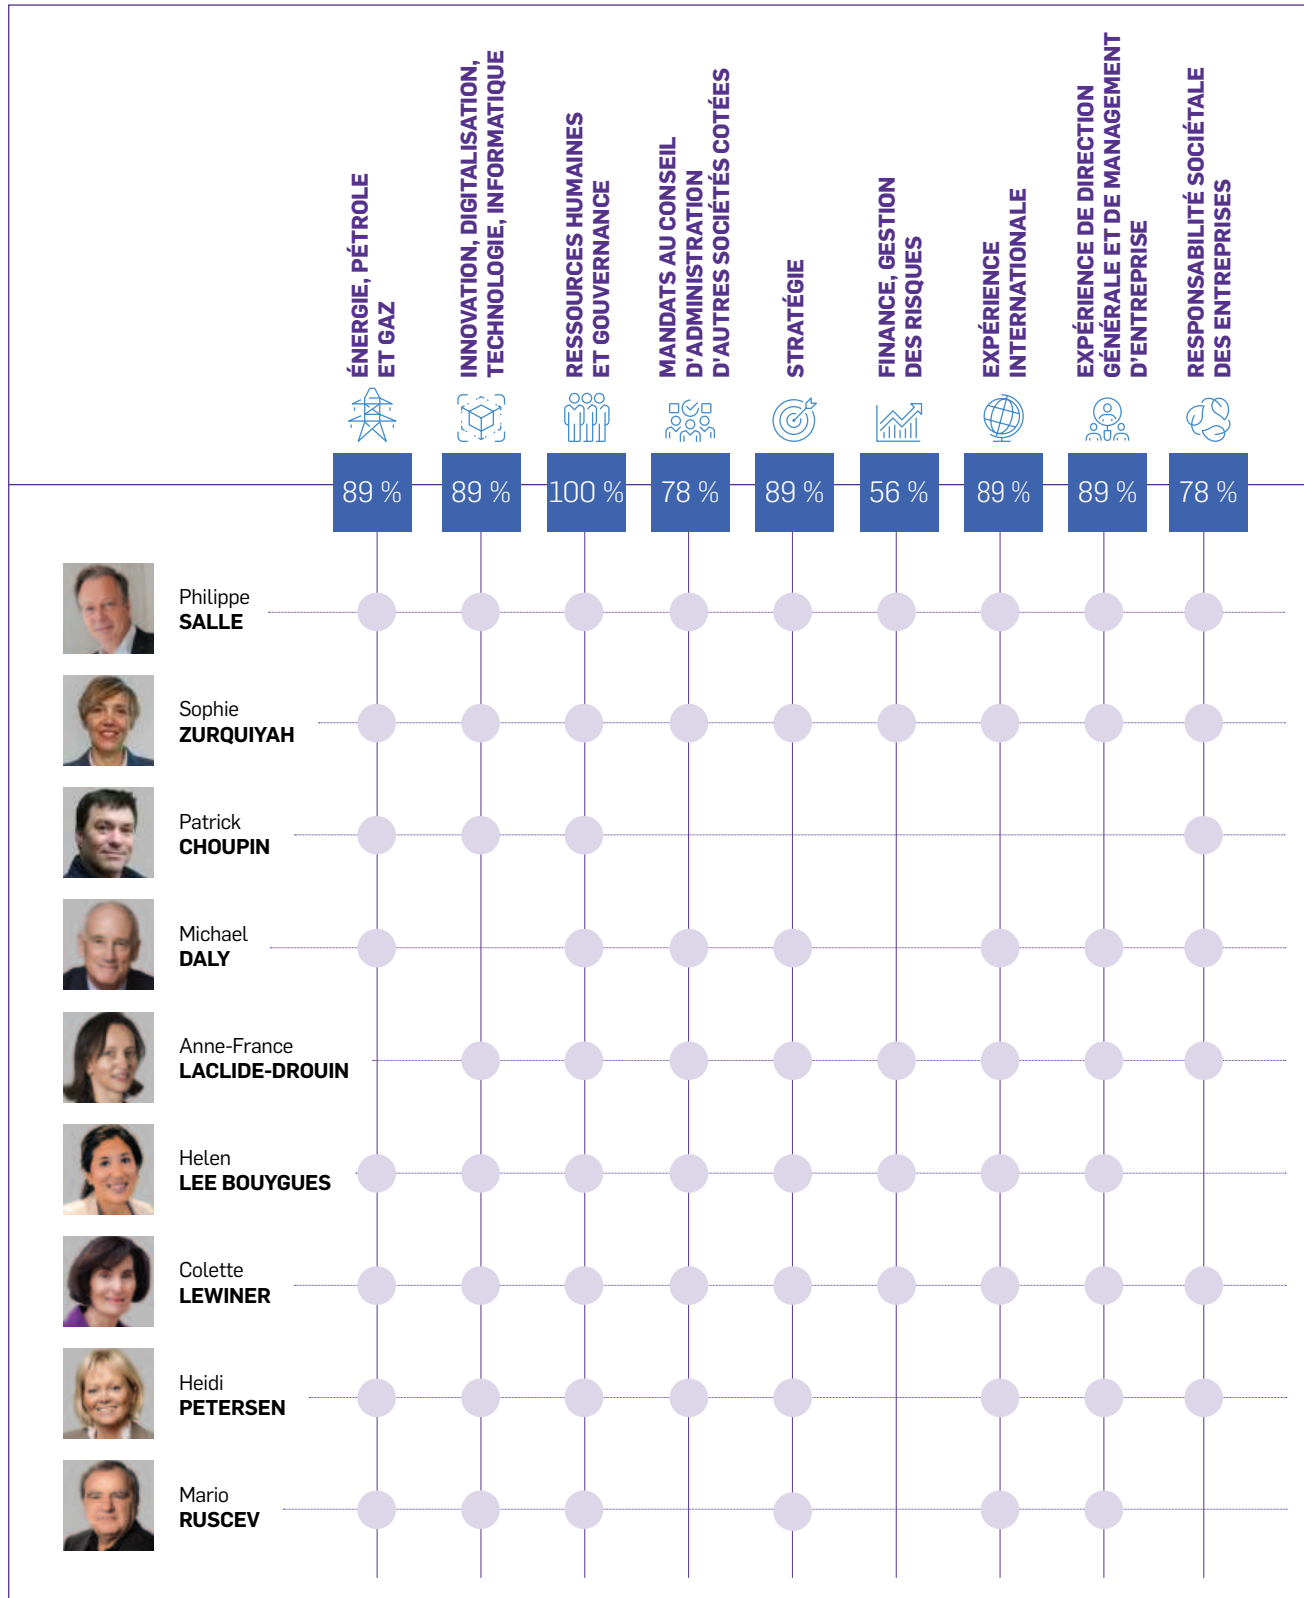 ÉNERGIE, PÉTROLE
ET GAZ
INNOVATION, DIGITALISATION,
TECHNOLOGIE, INFORMATIQUE
RESSOURCES HUMAINES
ET GOUVERNANCE
MANDATS AU CONSEIL
D'ADMINISTRATION
D'AUTRES SOCIÉTÉS COTÉES
STRATÉGIE
FINANCE, GESTION
DES RISQUES
EXPÉRIENCE
INTERNATIONALE
EXPÉRIENCE DE DIRECTION
GÉNÉRALE ET DE MANAGEMENT
D'ENTREPRISE
RESPONSABILITÉ SOCIÉTALE
DES ENTREPRISES
89 % 89 % 100 % 78 % 89 % 56 % 89 % 89 % 78 %
Philippe
SALLE
Sophie
ZURQUIYAH
Patrick
CHOUPIN
Michael
DALY
Anne-France
LACLIDE-DROUIN
Helen
LEE BOUYGUES
Colette
LEWINER
Heidi
PETERSEN
Mario
RUSCEV